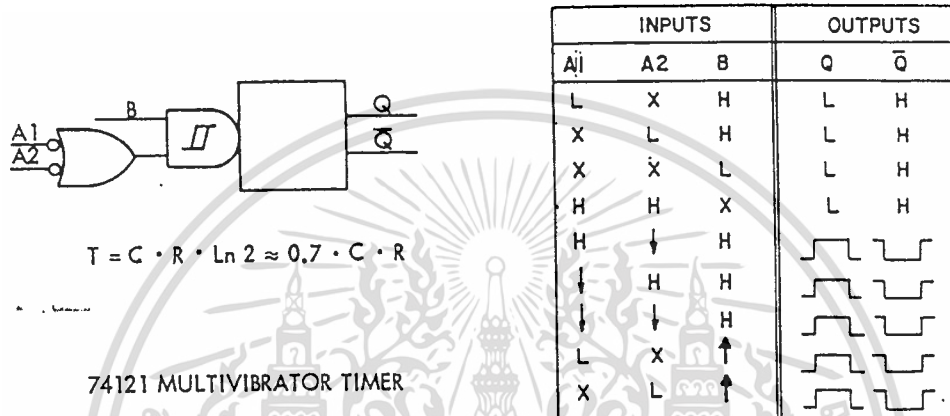 A1
A2
B
Q
Q̅
T = C • R • Ln 2 ≈ 0.7 • C • R
74121 MULTIVIBRATOR TIMER
INPUTS OUTPUTS
A1 A2 B Q Q̅
L X H L H
X L H L H
X X L L H
H H X L H
H ↓ H
↓ H H
↓ ↓ H
L X ↑
X L ↑